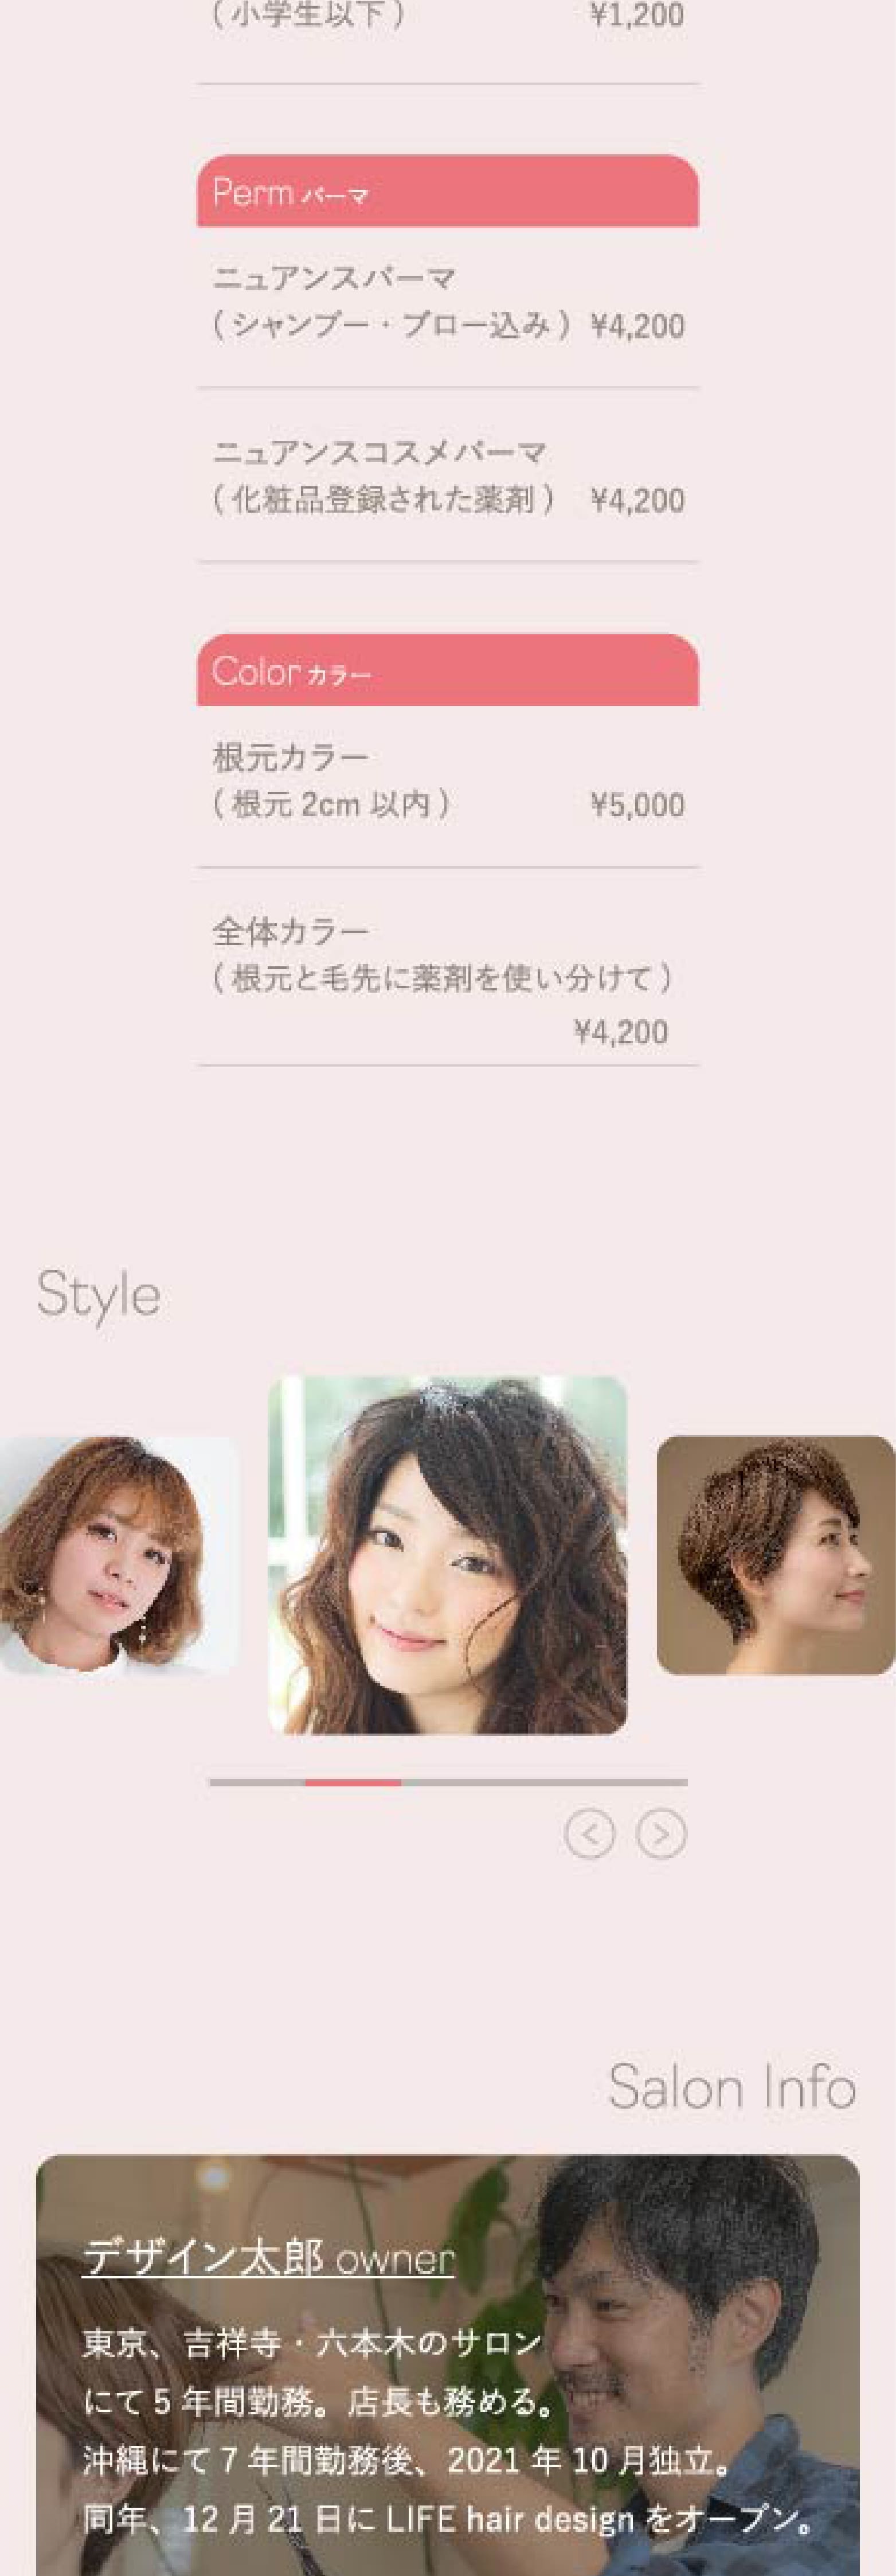 ( 小学生以下 ) ¥1,200
Perm パーマ
ニュアンスパーマ
( シャンプー・ブロー込み ) ¥4,200
ニュアンスコスメパーマ
( 化粧品登録された薬剤 ) ¥4,200
Color カラー
根元カラー
( 根元 2cm 以内 ) ¥5,000
全体カラー
( 根元と毛先に薬剤を使い分けて )
¥4,200
Style
Salon Info
デザイン太郎 owner
東京、吉祥寺・六本木のサロン
にて 5 年間勤務。店長も務める。
沖縄にて 7 年間勤務後、2021 年 10 月独立。
同年、12 月 21 日に LIFE hair design をオープン。